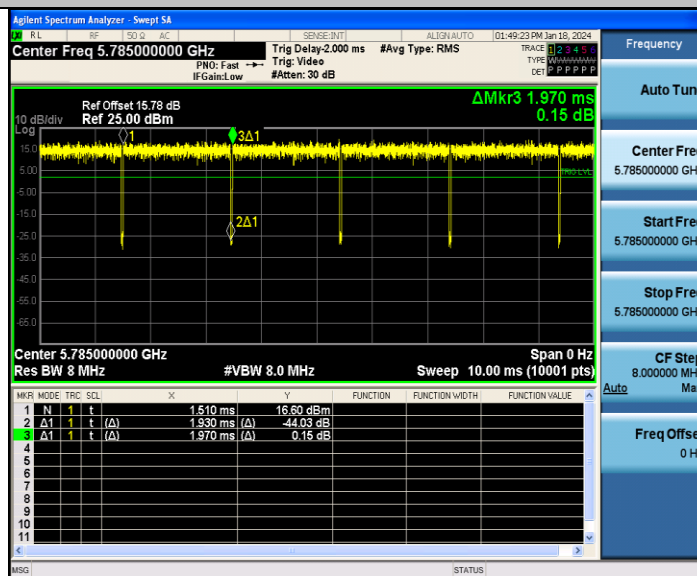 Agilent Spectrum Analyzer - Swept SA
RL RF 50 Ω AC SENSE:INT ALIGN AUTO 01:49:23 PM Jan 18, 2024
Center Freq 5.785000000 GHz
PNO: Fast
IFGain:Low
Trig Delay-2.000 ms
Trig: Video
#Atten: 30 dB
#Avg Type: RMS
TRACE 1 2 3 4 5 6
TYPE
DET P P P P P P
Frequency
ΔMkr3 1.970 ms
0.15 dB
Ref Offset 15.78 dB
10 dB/div Ref 25.00 dBm
Log
1
3Δ1
2Δ1
TRIG LVL
15.0
5.00
-5.00
-15.0
-25.0
-35.0
-45.0
-55.0
-65.0
Center 5.785000000 GHz
Span 0 Hz
Res BW 8 MHz
#VBW 8.0 MHz
Sweep 10.00 ms (10001 pts)
MKR MODE TRC SCL X Y FUNCTION FUNCTION WIDTH FUNCTION VALUE
1 N 1 t 1.510 ms 16.60 dBm
2 Δ1 1 t (Δ) 1.930 ms (Δ) -44.03 dB
3 Δ1 1 t (Δ) 1.970 ms (Δ) 0.15 dB
4
5
6
7
8
9
10
11
MSG
STATUS
Auto Tun
Center Fre
5.785000000 GH
Start Fre
5.785000000 GH
Stop Fre
5.785000000 GH
CF Step
8.000000 MH
Auto Ma
Freq Offse
0 H